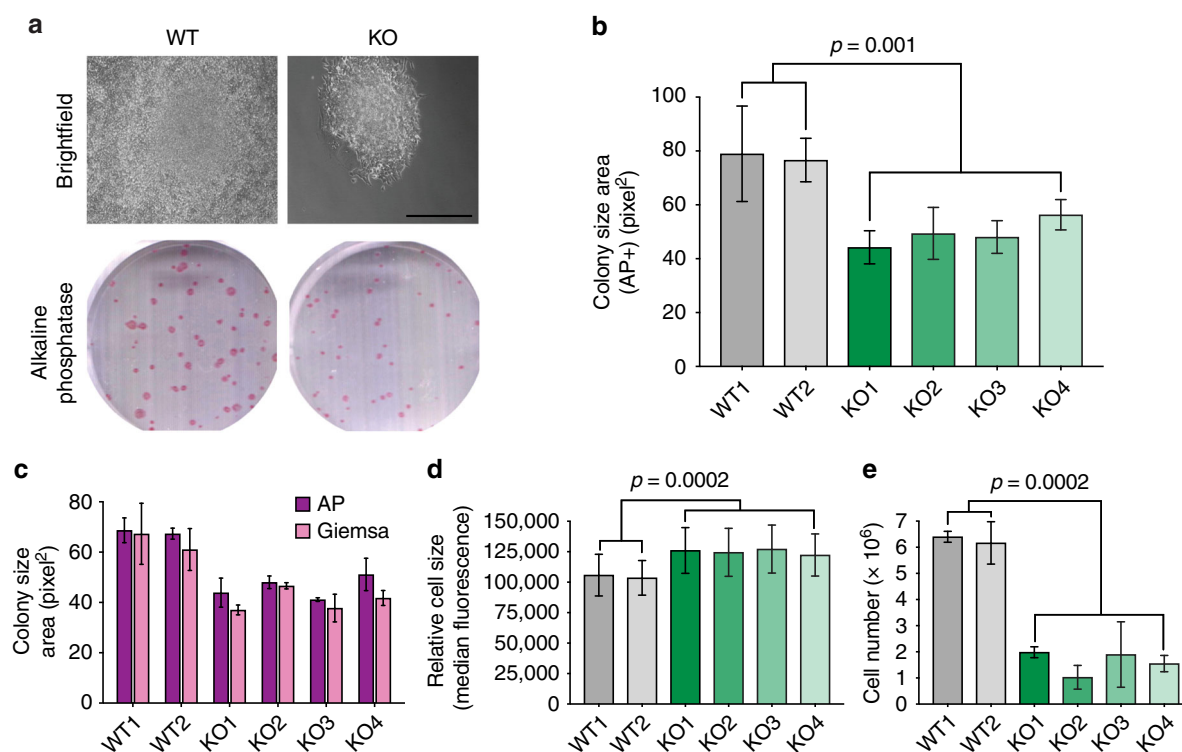 a
WT
KO
Brightfield
Alkaline
phosphatase
b
p = 0.001
Colony size area
(AP+) (pixel²)
100
80
60
40
20
0
WT1
WT2
KO1
KO2
KO3
KO4
c
Colony size
area (pixel²)
80
60
40
20
0
AP
Giemsa
WT1
WT2
KO1
KO2
KO3
KO4
d
p = 0.0002
Relative cell size
(median fluorescence)
150,000
125,000
100,000
75,000
50,000
25,000
0
WT1
WT2
KO1
KO2
KO3
KO4
e
p = 0.0002
Cell number (× 10⁶)
7
6
5
4
3
2
1
0
WT1
WT2
KO1
KO2
KO3
KO4